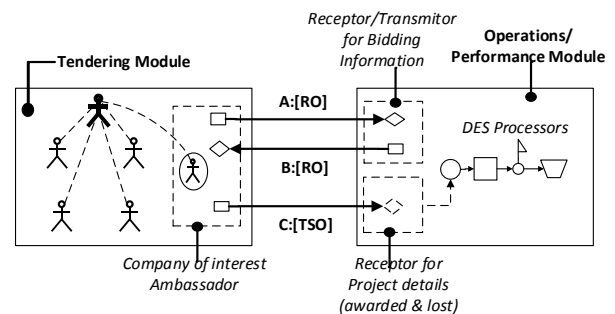 Receptor/Transmitor
for Bidding
Information
Operations/
Performance Module
Tendering Module
A:[RO]
DES Processors
B:[RO]
C:[TSO]
Company of interest
Ambassador
Receptor for
Project details
(awarded & lost)